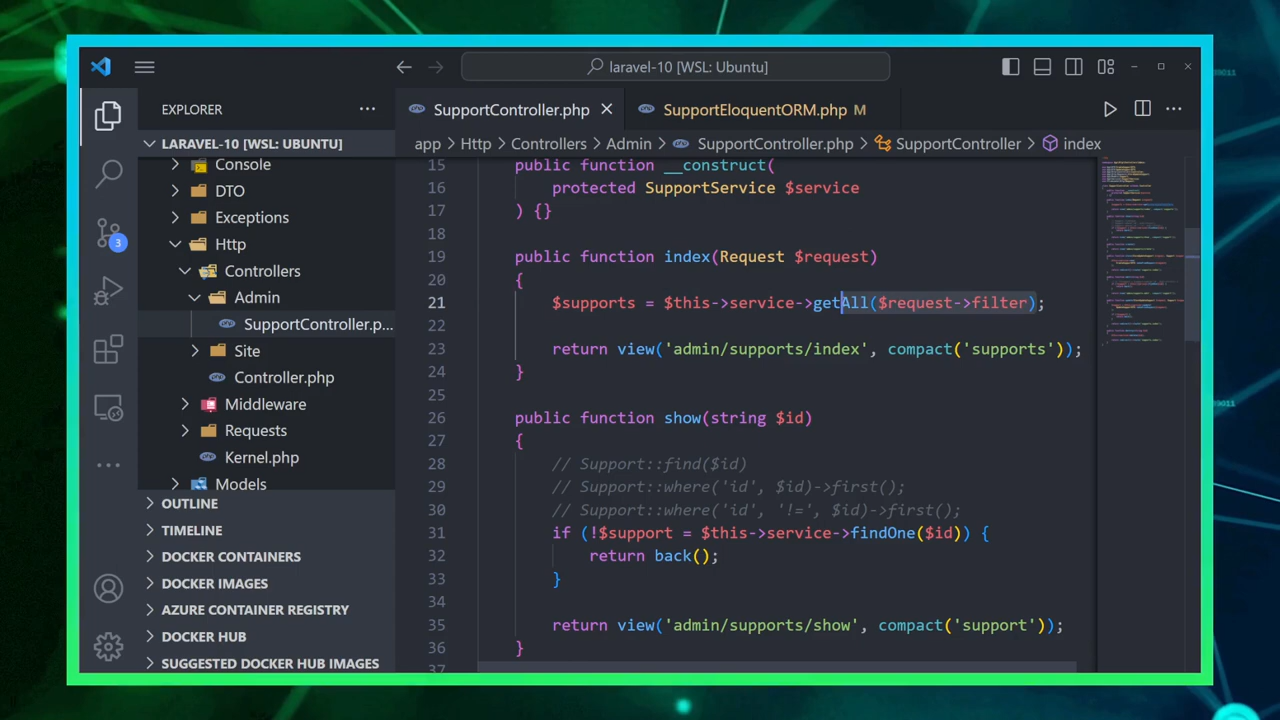 laravel-10 [WSL: Ubuntu]
EXPLORER
LARAVEL-10 [WSL: UBUNTU]
Console
DTO
Exceptions
Http
Controllers
Admin
SupportController.p...
Site
Controller.php
Middleware
Requests
Kernel.php
Models
OUTLINE
TIMELINE
DOCKER CONTAINERS
DOCKER IMAGES
AZURE CONTAINER REGISTRY
DOCKER HUB
SUGGESTED DOCKER HUB IMAGES
3
SupportController.php
SupportEloquentORM.php M
app > Http > Controllers > Admin > SupportController.php > SupportController > index
15 public function __construct(
16 protected SupportService $service
17 ) {}
18
19 public function index(Request $request)
20 {
21 $supports = $this->service->getAll($request->filter);
22
23 return view('admin/supports/index', compact('supports'));
24 }
25
26 public function show(string $id)
27 {
28 // Support::find($id)
29 // Support::where('id', $id)->first();
30 // Support::where('id', '!=', $id)->first();
31 if (!$support = $this->service->findOne($id)) {
32 return back();
33 }
34
35 return view('admin/supports/show', compact('support'));
36 }
37